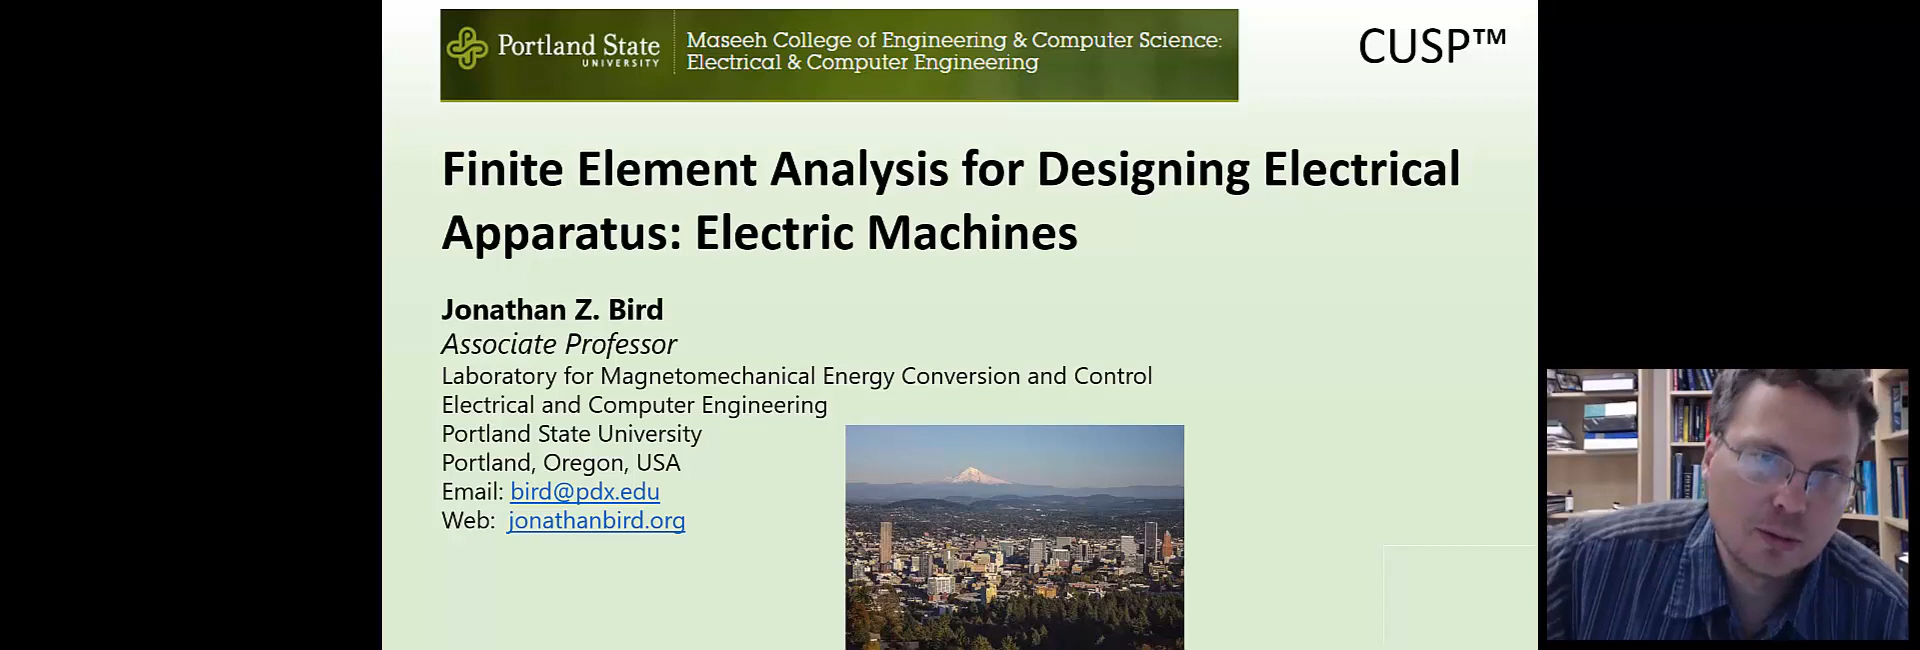 Portland State
UNIVERSITY
Maseeh College of Engineering & Computer Science:
Electrical & Computer Engineering
CUSP™
Finite Element Analysis for Designing Electrical
Apparatus: Electric Machines
Jonathan Z. Bird
Associate Professor
Laboratory for Magnetomechanical Energy Conversion and Control
Electrical and Computer Engineering
Portland State University
Portland, Oregon, USA
Email: bird@pdx.edu
Web: jonathanbird.org